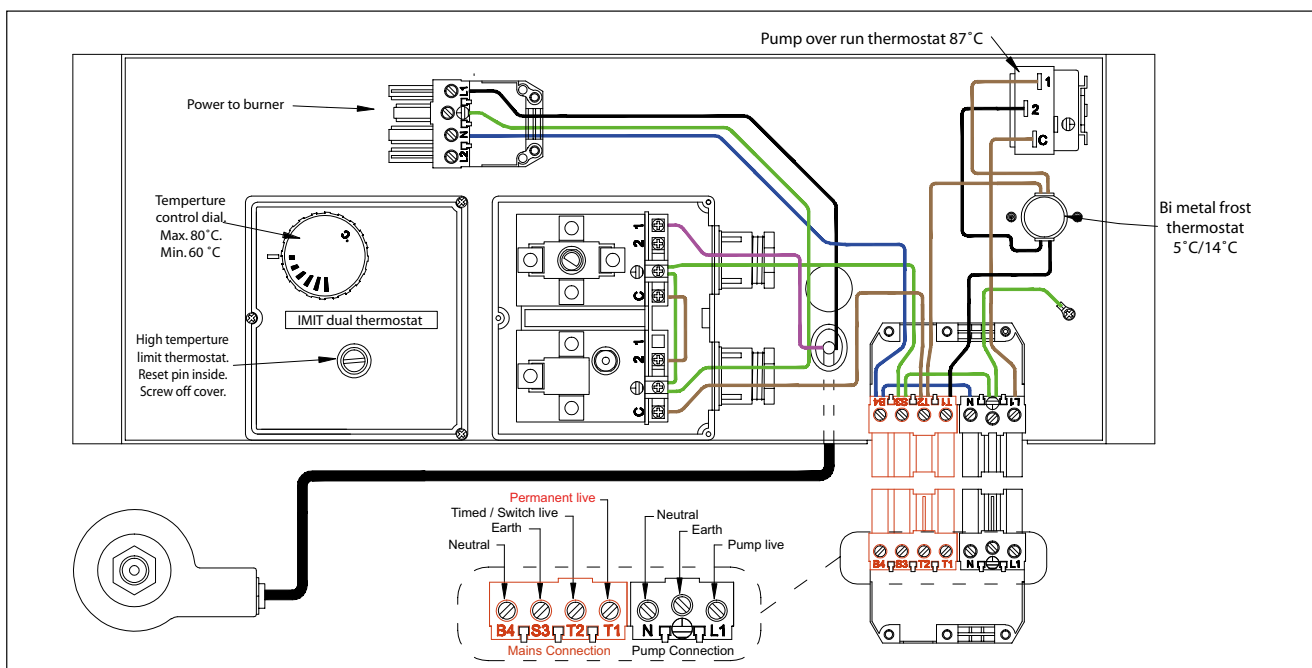 Pump over run thermostat 87˚C
Power to burner
L1
N
L2
1
2
C
Temperture
control dial.
Max. 80˚C.
Min. 60 ˚C
˚C
1
2
C
Bi metal frost
thermostat
5˚C/14˚C
IMIT dual thermostat
High temperture
limit thermostat.
Reset pin inside.
Screw off cover.
1
2
C
B4 S3 T2 T1 N L1
Permanent live
Timed / Switch live
Earth
Neutral
Neutral
Earth
Pump live
B4 S3 T2 T1 N L1
B4 S3 T2 T1 N L1
Mains Connection
Pump Connection